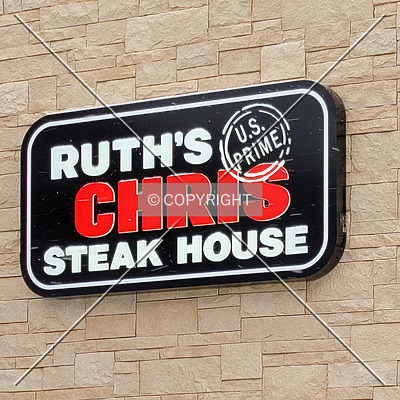 RUTH'S
U.S.
PRIME
CHRIS
© COPYRIGHT
STEAK HOUSE